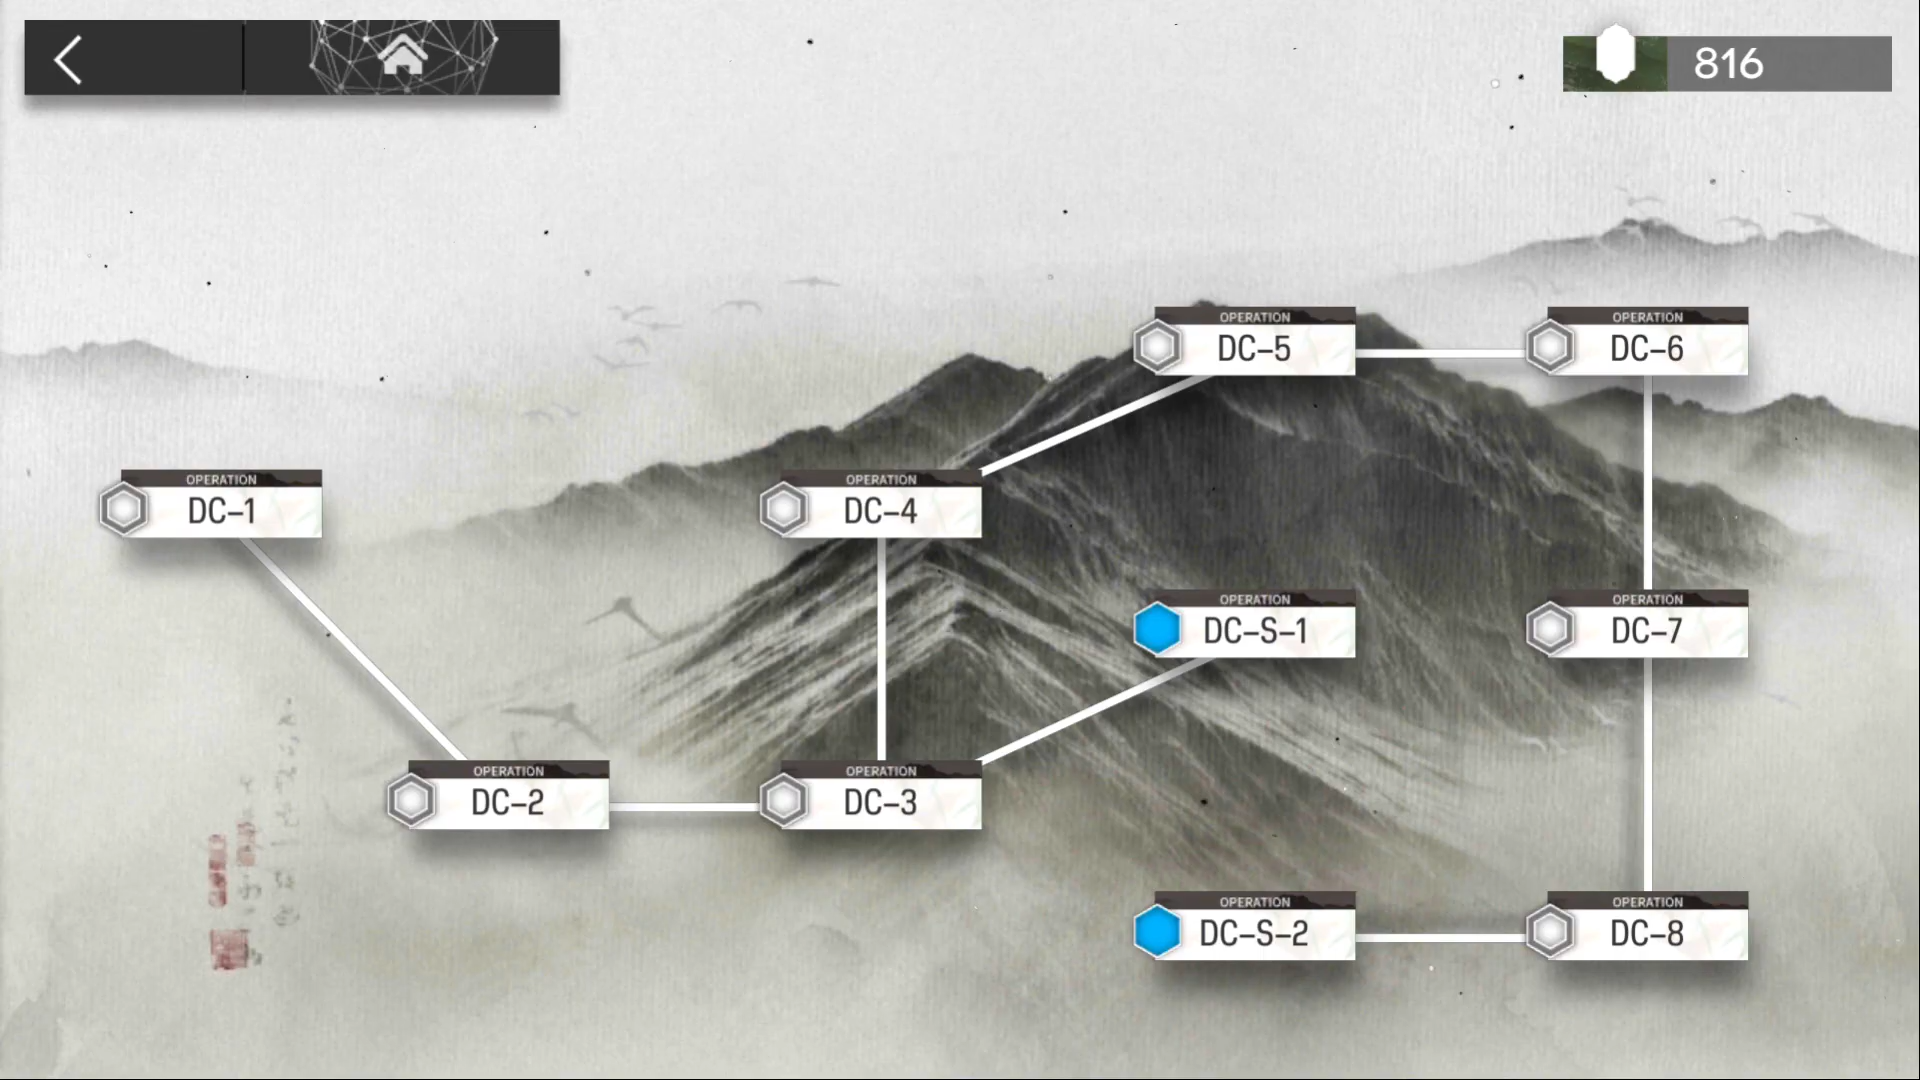 816
OPERATION
DC-5
OPERATION
DC-6
OPERATION
DC-1
OPERATION
DC-4
OPERATION
DC-S-1
OPERATION
DC-7
OPERATION
DC-2
OPERATION
DC-3
OPERATION
DC-S-2
OPERATION
DC-8